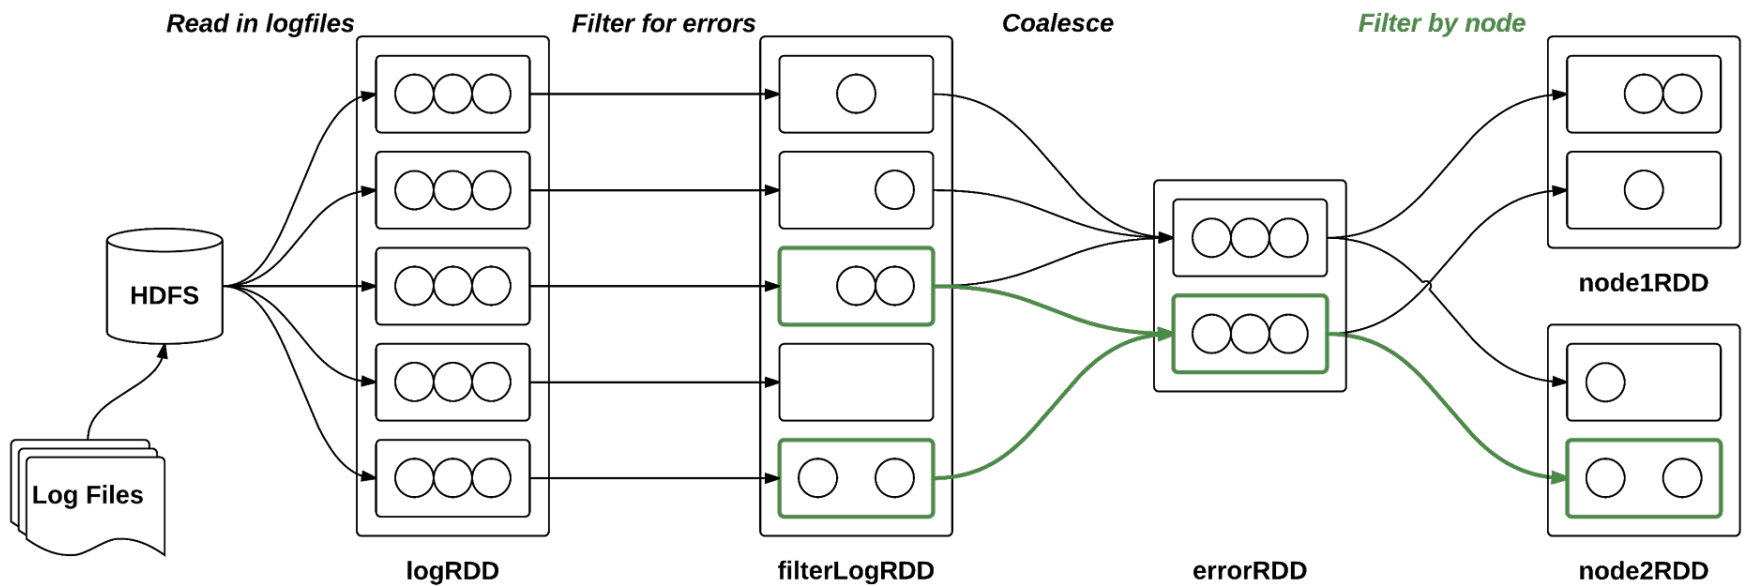 Read in logfiles
Filter for errors
Coalesce
Filter by node
HDFS
Log Files
logRDD
filterLogRDD
errorRDD
node1RDD
node2RDD